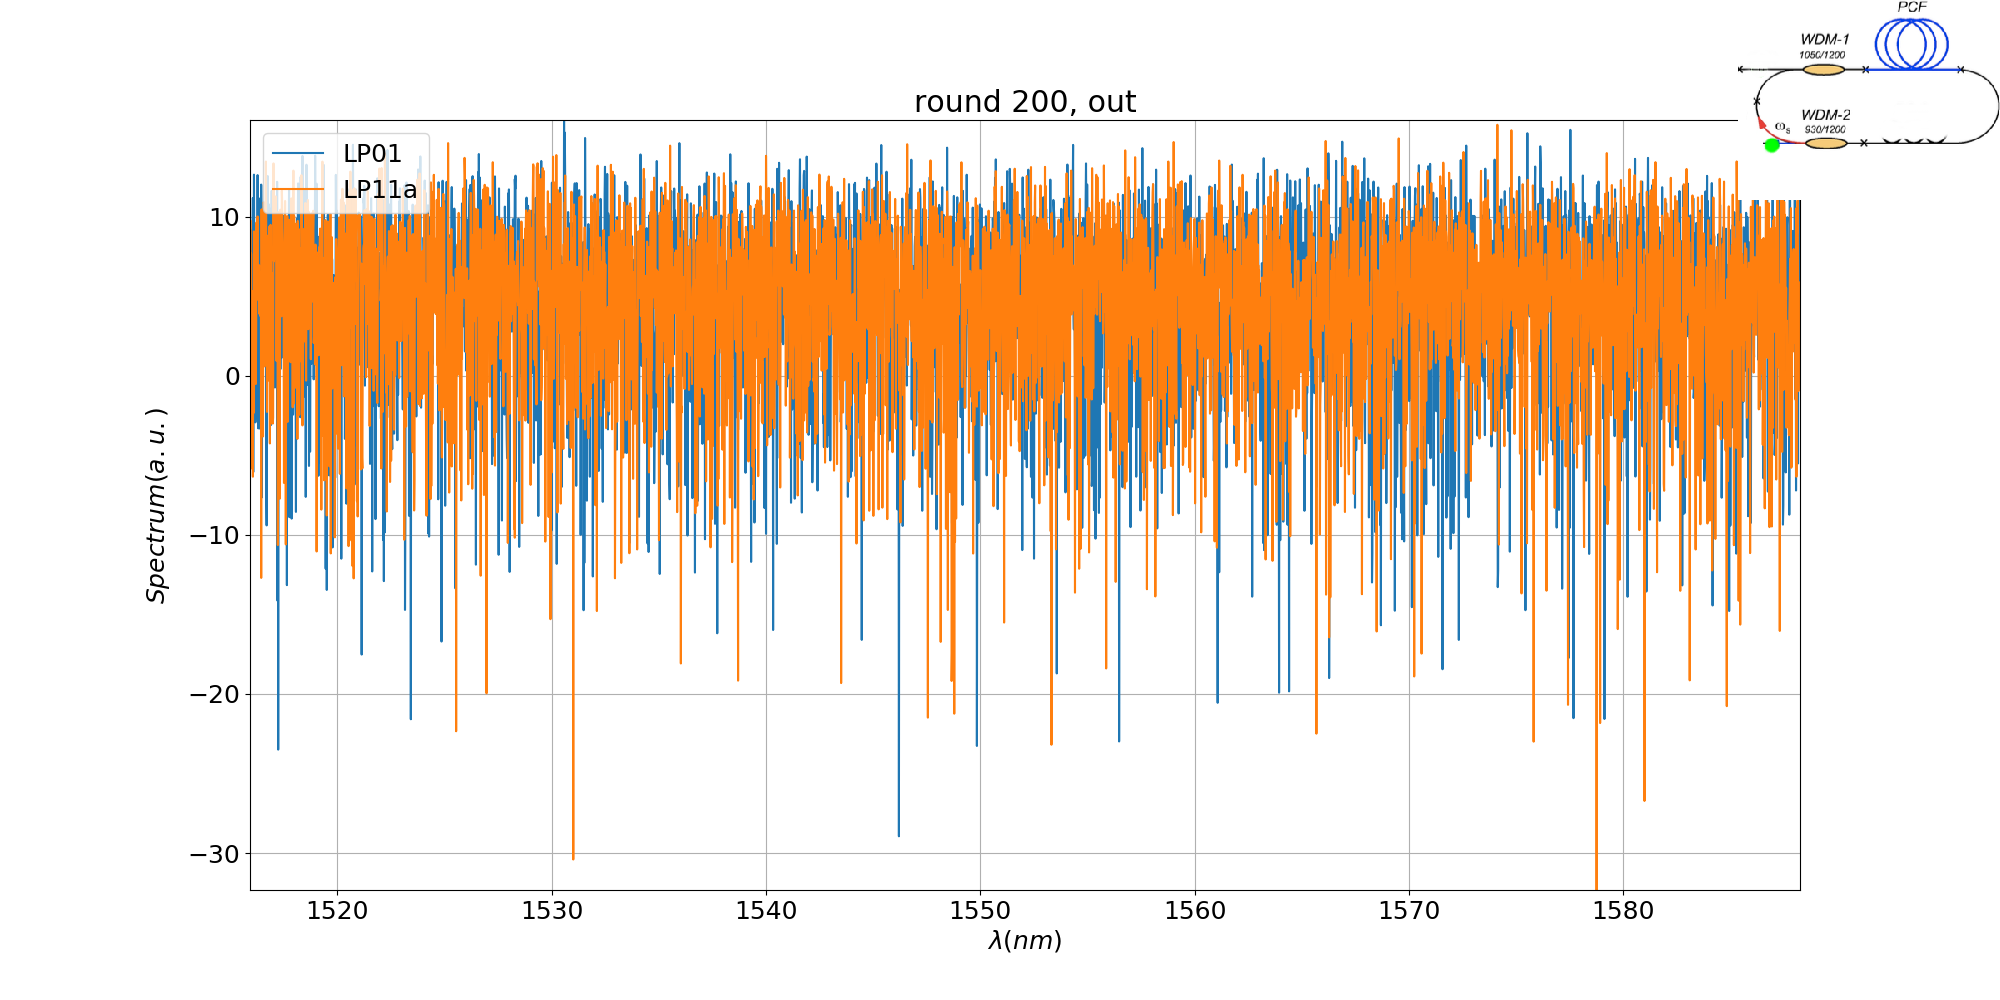 PCF
WDM-1
1050/1200
round 200, out
WDM-2
930/1200
ωs
LP01
LP11a
10
0
−10
−20
−30
Spectrum(a. u. )
1520 1530 1540 1550 1560 1570 1580
λ(nm)